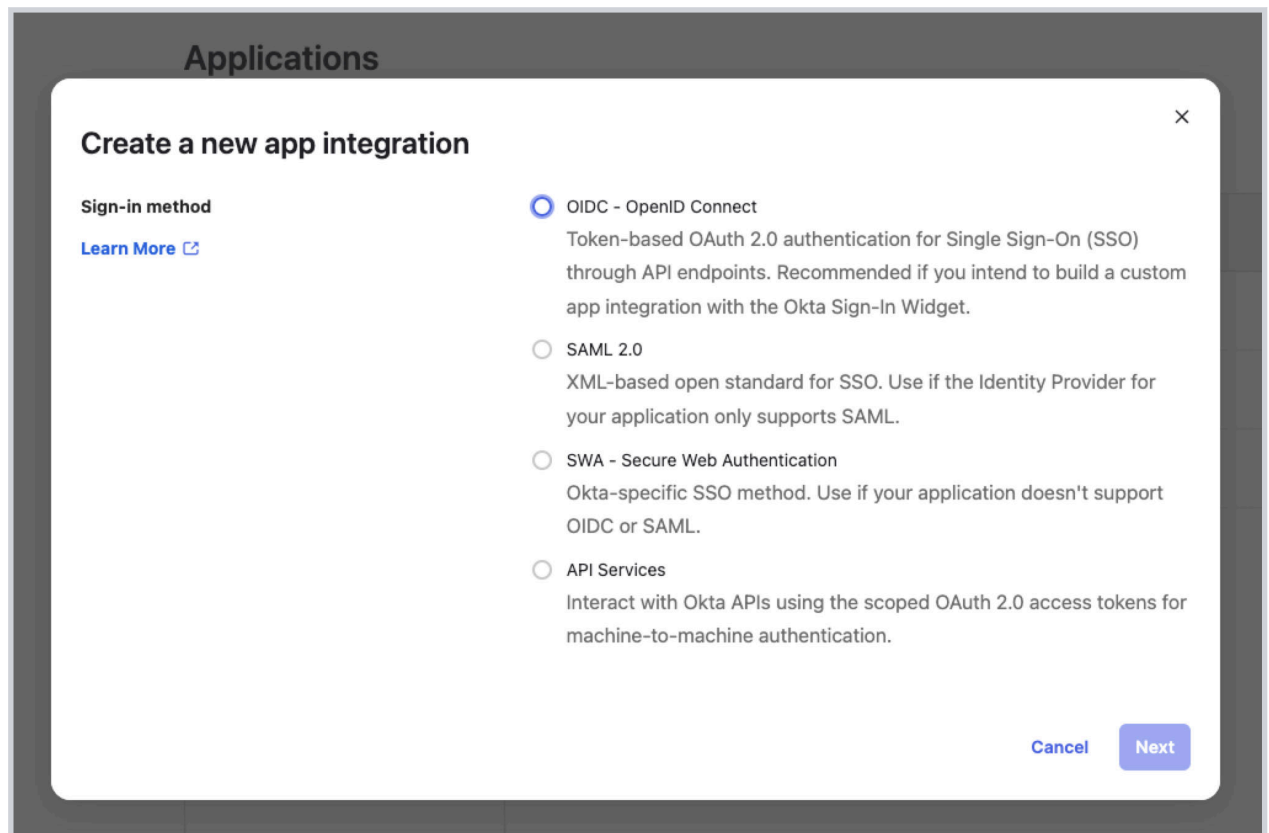 Applications
Create a new app integration
Sign-in method
Learn More
OIDC - OpenID Connect
Token-based OAuth 2.0 authentication for Single Sign-On (SSO)
through API endpoints. Recommended if you intend to build a custom
app integration with the Okta Sign-In Widget.
SAML 2.0
XML-based open standard for SSO. Use if the Identity Provider for
your application only supports SAML.
SWA - Secure Web Authentication
Okta-specific SSO method. Use if your application doesn't support
OIDC or SAML.
API Services
Interact with Okta APIs using the scoped OAuth 2.0 access tokens for
machine-to-machine authentication.
Cancel
Next